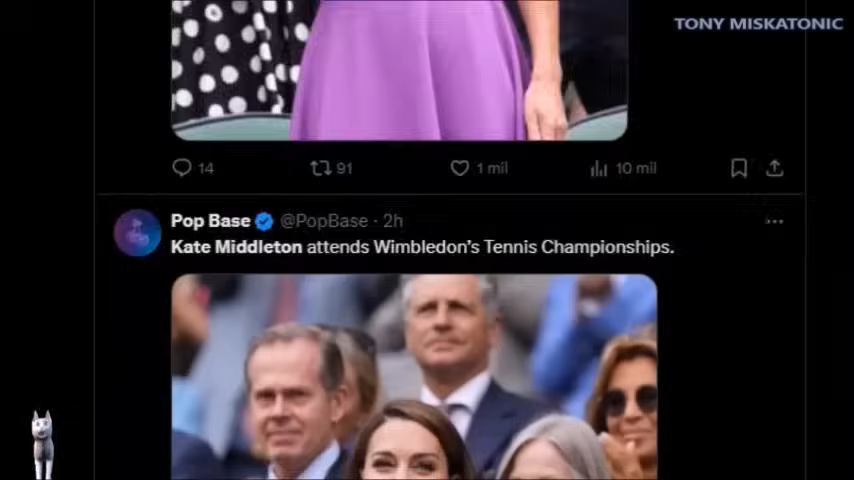 TONY MISKATONIC
14 91 1 mil 10 mil
Pop Base @PopBase · 2h
Kate Middleton attends Wimbledon's Tennis Championships.